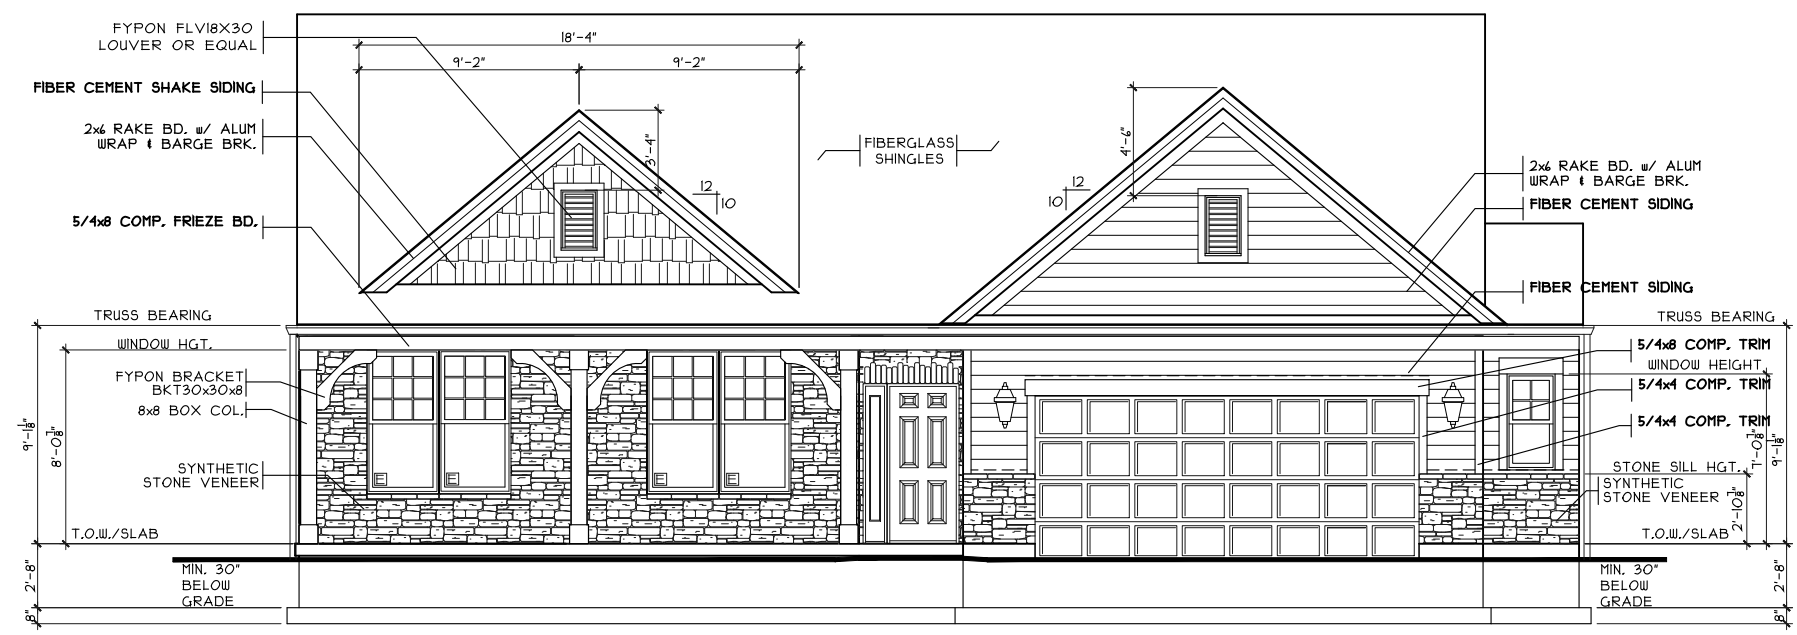 FYPON FLV18X30
LOUVER OR EQUAL
FIBER CEMENT SHAKE SIDING
2x6 RAKE BD. w/ ALUM
WRAP & BARGE BRK.
5/4x8 COMP. FRIEZE BD.
18'-4"
9'-2"
9'-2"
3'-4"
12
10
FIBERGLASS
SHINGLES
4'-6"
12
10
2x6 RAKE BD. w/ ALUM
WRAP & BARGE BRK.
FIBER CEMENT SIDING
FIBER CEMENT SIDING
TRUSS BEARING
WINDOW HGT.
FYPON BRACKET
BKT30x30x8
8x8 BOX COL.
SYNTHETIC
STONE VENEER
T.O.W./SLAB
9'-1 1/8"
8'-0 7/8"
2'-8"
8"
MIN. 30"
BELOW
GRADE
E
E
E
E
TRUSS BEARING
5/4x8 COMP. TRIM
WINDOW HEIGHT
5/4x4 COMP. TRIM
5/4x4 COMP. TRIM
STONE SILL HGT.
SYNTHETIC
STONE VENEER
T.O.W./SLAB
2'-10 7/8"
7'-0 7/8"
9'-1 1/8"
MIN. 30"
BELOW
GRADE
2'-8"
8"